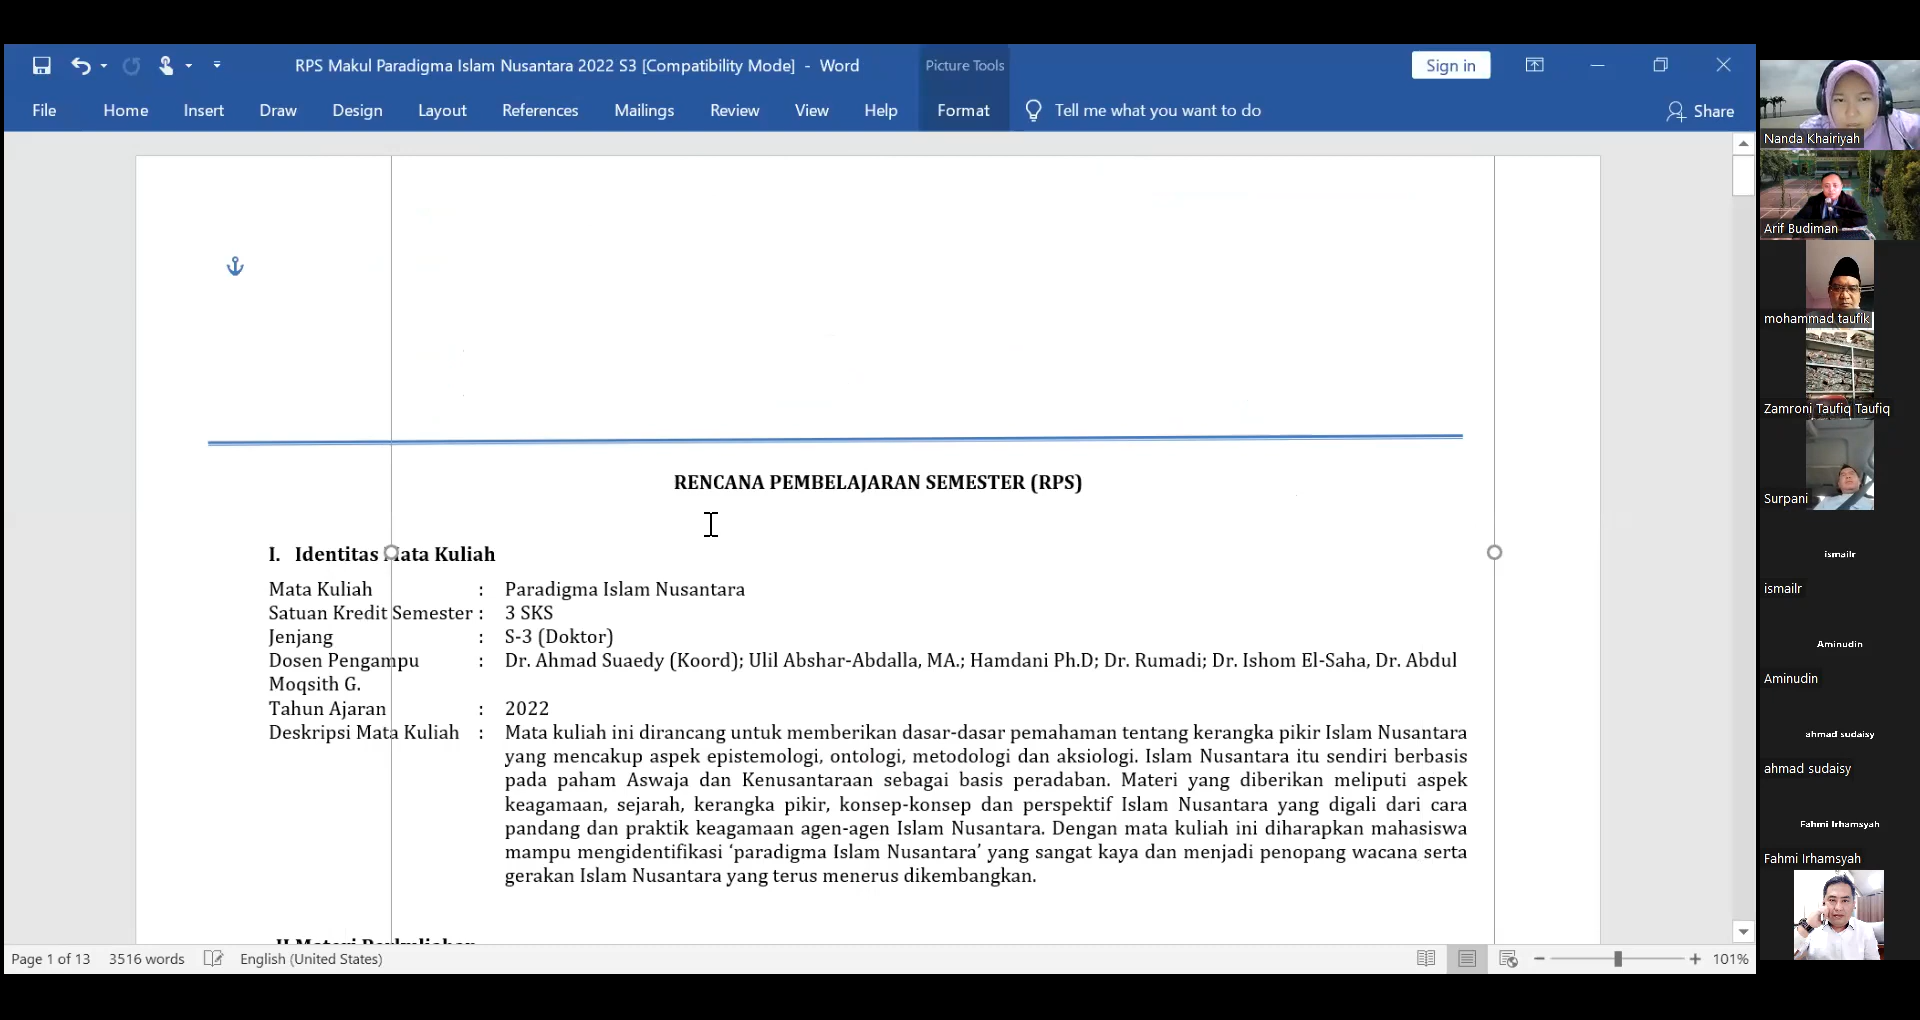 RPS Makul Paradigma Islam Nusantara 2022 S3 [Compatibility Mode] - Word
Picture Tools
Sign in
File Home Insert Draw Design Layout References Mailings Review View Help Format Tell me what you want to do Share
RENCANA PEMBELAJARAN SEMESTER (RPS)
I. Identitas Mata Kuliah
Mata Kuliah : Paradigma Islam Nusantara
Satuan Kredit Semester : 3 SKS
Jenjang : S-3 (Doktor)
Dosen Pengampu : Dr. Ahmad Suaedy (Koord); Ulil Abshar-Abdalla, MA.; Hamdani Ph.D; Dr. Rumadi; Dr. Ishom El-Saha, Dr. Abdul
Moqsith G.
Tahun Ajaran : 2022
Deskripsi Mata Kuliah : Mata kuliah ini dirancang untuk memberikan dasar-dasar pemahaman tentang kerangka pikir Islam Nusantara
yang mencakup aspek epistemologi, ontologi, metodologi dan aksiologi. Islam Nusantara itu sendiri berbasis
pada paham Aswaja dan Kenusantaraan sebagai basis peradaban. Materi yang diberikan meliputi aspek
keagamaan, sejarah, kerangka pikir, konsep-konsep dan perspektif Islam Nusantara yang digali dari cara
pandang dan praktik keagamaan agen-agen Islam Nusantara. Dengan mata kuliah ini diharapkan mahasiswa
mampu mengidentifikasi ‘paradigma Islam Nusantara’ yang sangat kaya dan menjadi penopang wacana serta
gerakan Islam Nusantara yang terus menerus dikembangkan.
II Materi Perkuliahan
Page 1 of 13 3516 words English (United States) 101%
Nanda Khairiyah
Arif Budiman
mohammad taufik
Zamroni Taufiq Taufiq
Surpani
ismailr
ismailr
Aminudin
Aminudin
ahmad sudaisy
ahmad sudaisy
Fahmi Irhamsyah
Fahmi Irhamsyah